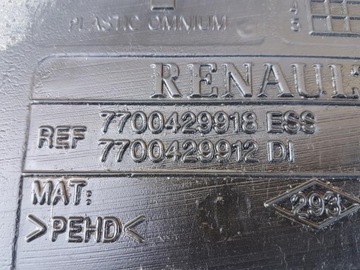 PLASTIC OMNIUM
RENAULT
REF 7700429918 ESS
7700429912 DI
MAT:
>PEHD<
293